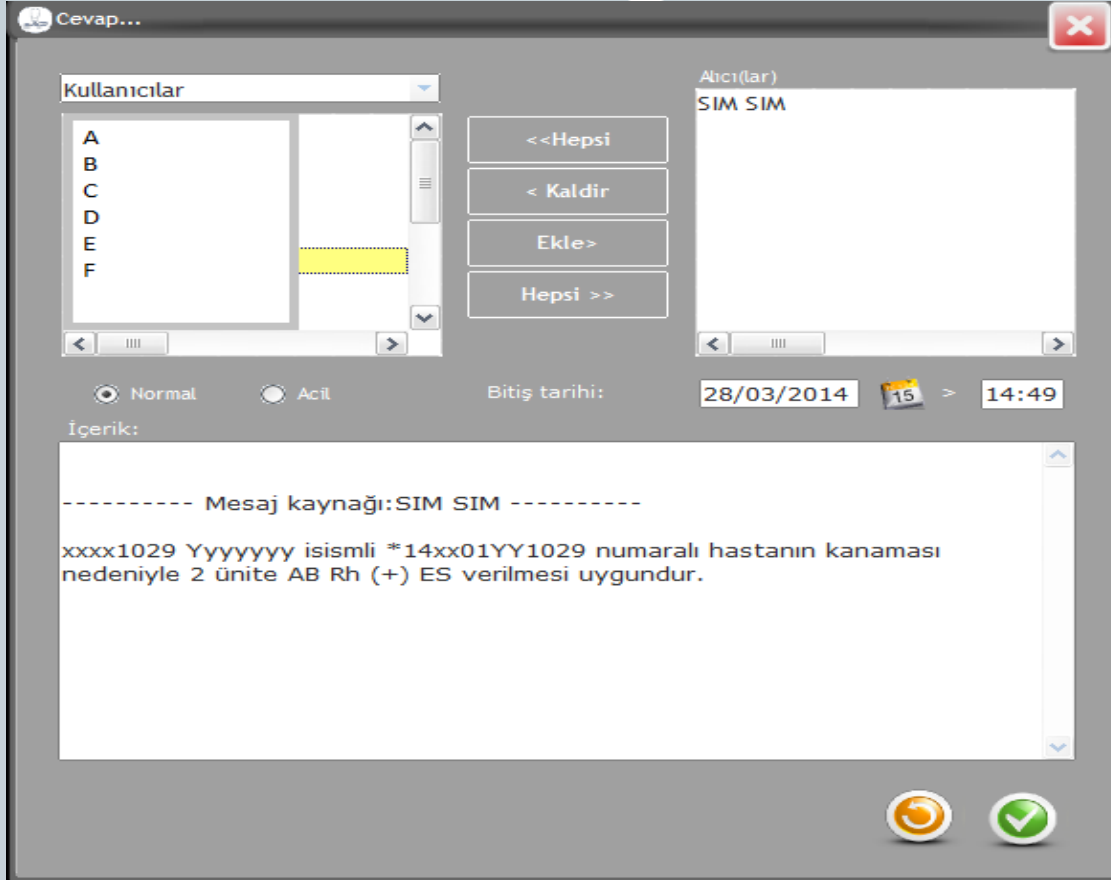 Cevap...
Kullanıcılar
A
B
C
D
E
F
<<Hepsi
< Kaldir
Ekle>
Hepsi >>
Alıcı(lar)
SIM SIM
Normal
Acil
Bitiş tarihi:
28/03/2014
15
>
14:49
İçerik:
---------- Mesaj kaynağı:SIM SIM ----------
xxxx1029 Yyyyyyy isismli *14xx01YY1029 numaralı hastanın kanaması
nedeniyle 2 ünite AB Rh (+) ES verilmesi uygundur.